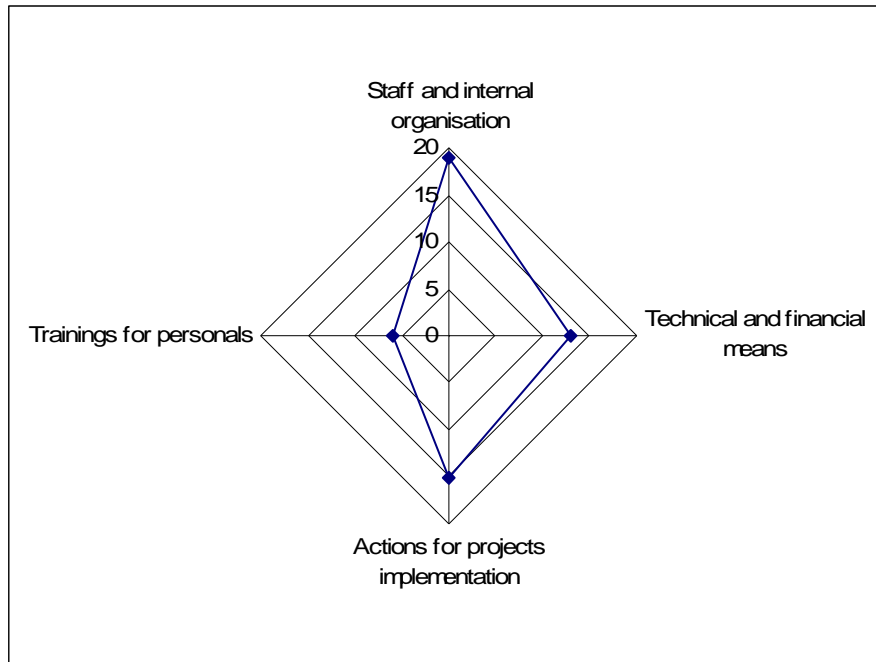 Staff and internal
organisation
20
15
10
5
0
Trainings for personals
Technical and financial
means
Actions for projects
implementation